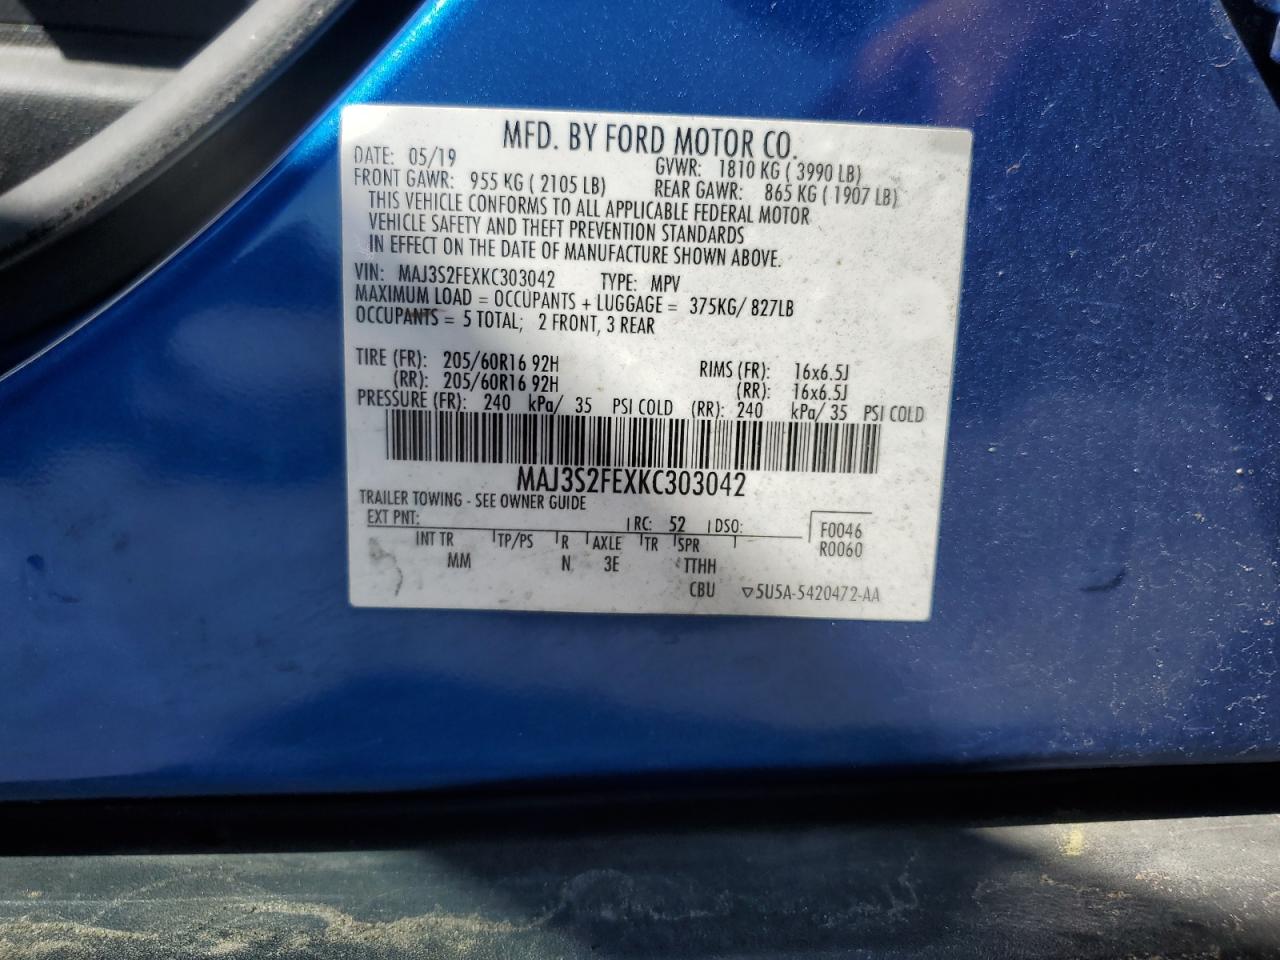 MFD. BY FORD MOTOR CO.
DATE: 05/19 GVWR: 1810 KG ( 3990 LB)
FRONT GAWR: 955 KG ( 2105 LB) REAR GAWR: 865 KG ( 1907 LB)
THIS VEHICLE CONFORMS TO ALL APPLICABLE FEDERAL MOTOR
VEHICLE SAFETY AND THEFT PREVENTION STANDARDS
IN EFFECT ON THE DATE OF MANUFACTURE SHOWN ABOVE.
VIN: MAJ3S2FEXKC303042 TYPE: MPV
MAXIMUM LOAD = OCCUPANTS + LUGGAGE = 375KG/ 827LB
OCCUPANTS = 5 TOTAL; 2 FRONT, 3 REAR
TIRE (FR): 205/60R16 92H RIMS (FR): 16x6.5J
(RR): 205/60R16 92H (RR): 16x6.5J
PRESSURE (FR): 240 kPa/ 35 PSI COLD (RR): 240 kPa/ 35 PSI COLD
MAJ3S2FEXKC303042
TRAILER TOWING - SEE OWNER GUIDE
EXT PNT: RC: 52 DSO: F0046
INT TR TP/PS R AXLE TR SPR R0060
MM N 3E TTHH
CBU ▽5U5A-5420472-AA